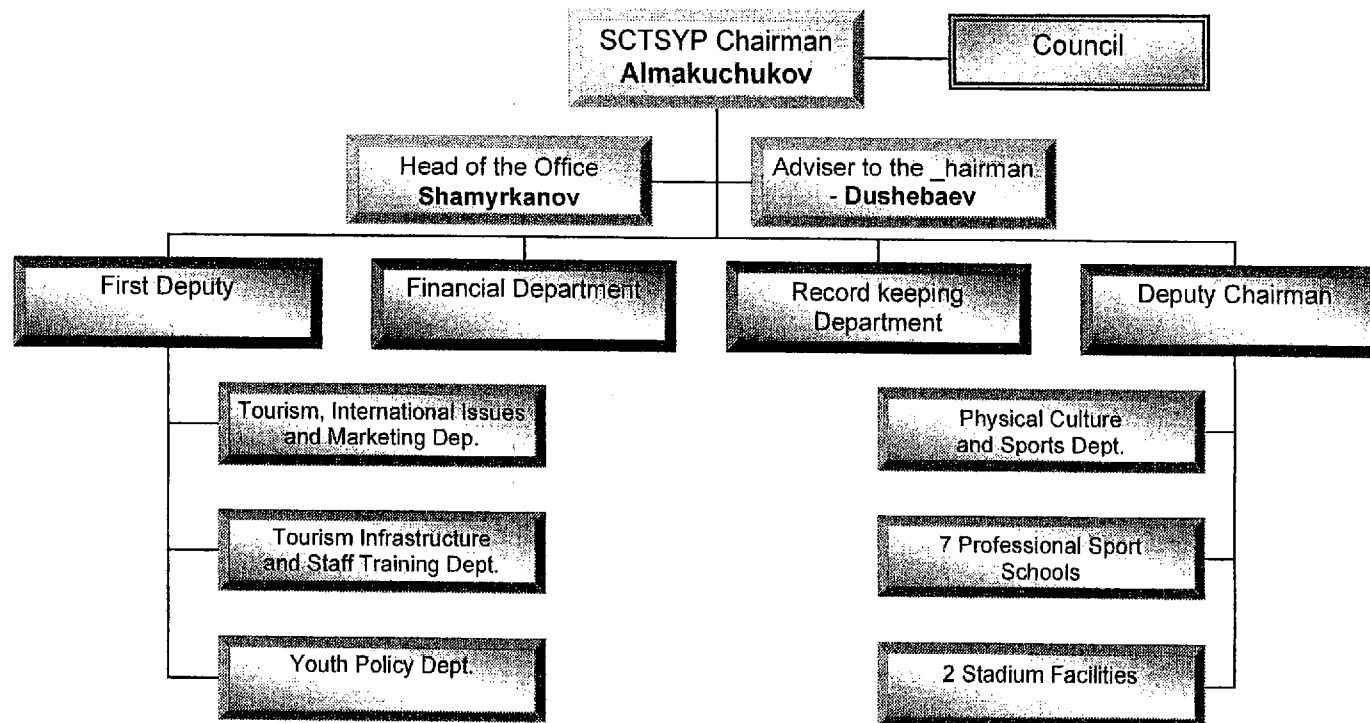 SCTSYP Chairman
Almakuchukov
Council
Head of the Office
Shamyrkanov
Adviser to the _hairman
- Dushebaev
First Deputy
Financial Department
Record keeping
Department
Deputy Chairman
Tourism, International Issues
and Marketing Dep.
Physical Culture
and Sports Dept.
Tourism Infrastructure
and Staff Training Dept.
7 Professional Sport
Schools
Youth Policy Dept.
2 Stadium Facilities